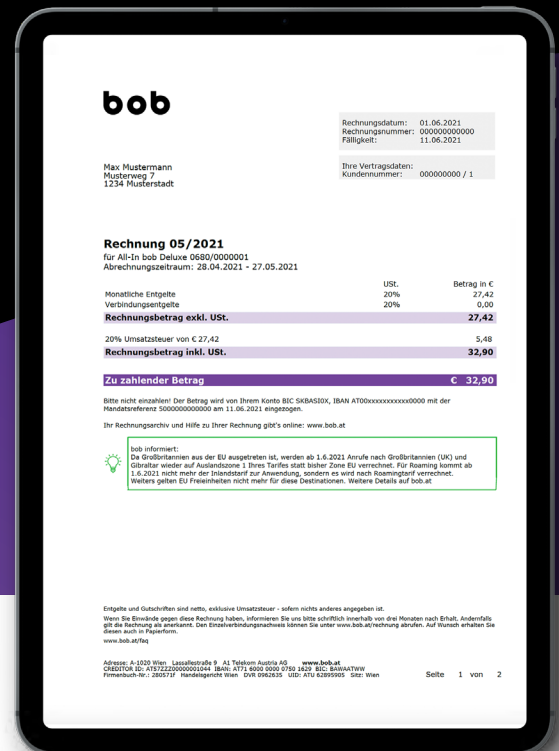 bob
Rechnungsdatum: 01.06.2021
Rechnungsnummer: 000000000000
Fälligkeit: 11.06.2021
Ihre Vertragsdaten:
Kundennummer: 000000000 / 1
Max Mustermann
Musterweg 7
1234 Musterstadt
Rechnung 05/2021
für All-In bob Deluxe 0680/0000001
Abrechnungszeitraum: 28.04.2021 - 27.05.2021
USt. Betrag in €
Monatliche Entgelte 20% 27,42
Verbindungsentgelte 20% 0,00
Rechnungsbetrag exkl. USt. 27,42
20% Umsatzsteuer von € 27,42 5,48
Rechnungsbetrag inkl. USt. 32,90
Zu zahlender Betrag € 32,90
Bitte nicht einzahlen! Der Betrag wird von Ihrem Konto BIC SKBASI0X, IBAN AT00xxxxxxxxxxx0000 mit der
Mandatsreferenz 5000000000000 am 11.06.2021 eingezogen.
Ihr Rechnungsarchiv und Hilfe zu Ihrer Rechnung gibt's online: www.bob.at
bob informiert:
Da Großbritannien aus der EU ausgetreten ist, werden ab 1.6.2021 Anrufe nach Großbritannien (UK) und
Gibraltar wieder auf Auslandszone 1 Ihres Tarifes statt bisher Zone EU verrechnet. Für Roaming kommt ab
1.6.2021 nicht mehr der Inlandstarif zur Anwendung, sondern es wird nach Roamingtarif verrechnet.
Weiters gelten EU Freieinheiten nicht mehr für diese Destinationen. Weitere Details auf bob.at
Entgelte und Gutschriften sind netto, exklusive Umsatzsteuer - sofern nichts anderes angegeben ist.
Wenn Sie Einwände gegen diese Rechnung haben, informieren Sie uns bitte schriftlich innerhalb von drei Monaten nach Erhalt. Andernfalls
gilt die Rechnung als anerkannt. Den Einzelverbindungsnachweis können Sie unter www.bob.at/rechnung abrufen. Auf Wunsch erhalten Sie
diesen auch in Papierform.
www.bob.at/faq
Adresse: A-1020 Wien Lassallestraße 9 A1 Telekom Austria AG www.bob.at
CREDITOR ID: AT57ZZZ00000001044 IBAN: AT71 6000 0000 0750 1629 BIC: BAWAATWW
Firmenbuch-Nr.: 280571f Handelsgericht Wien DVR 0962635 UID: ATU 62895905 Sitz: Wien
Seite 1 von 2